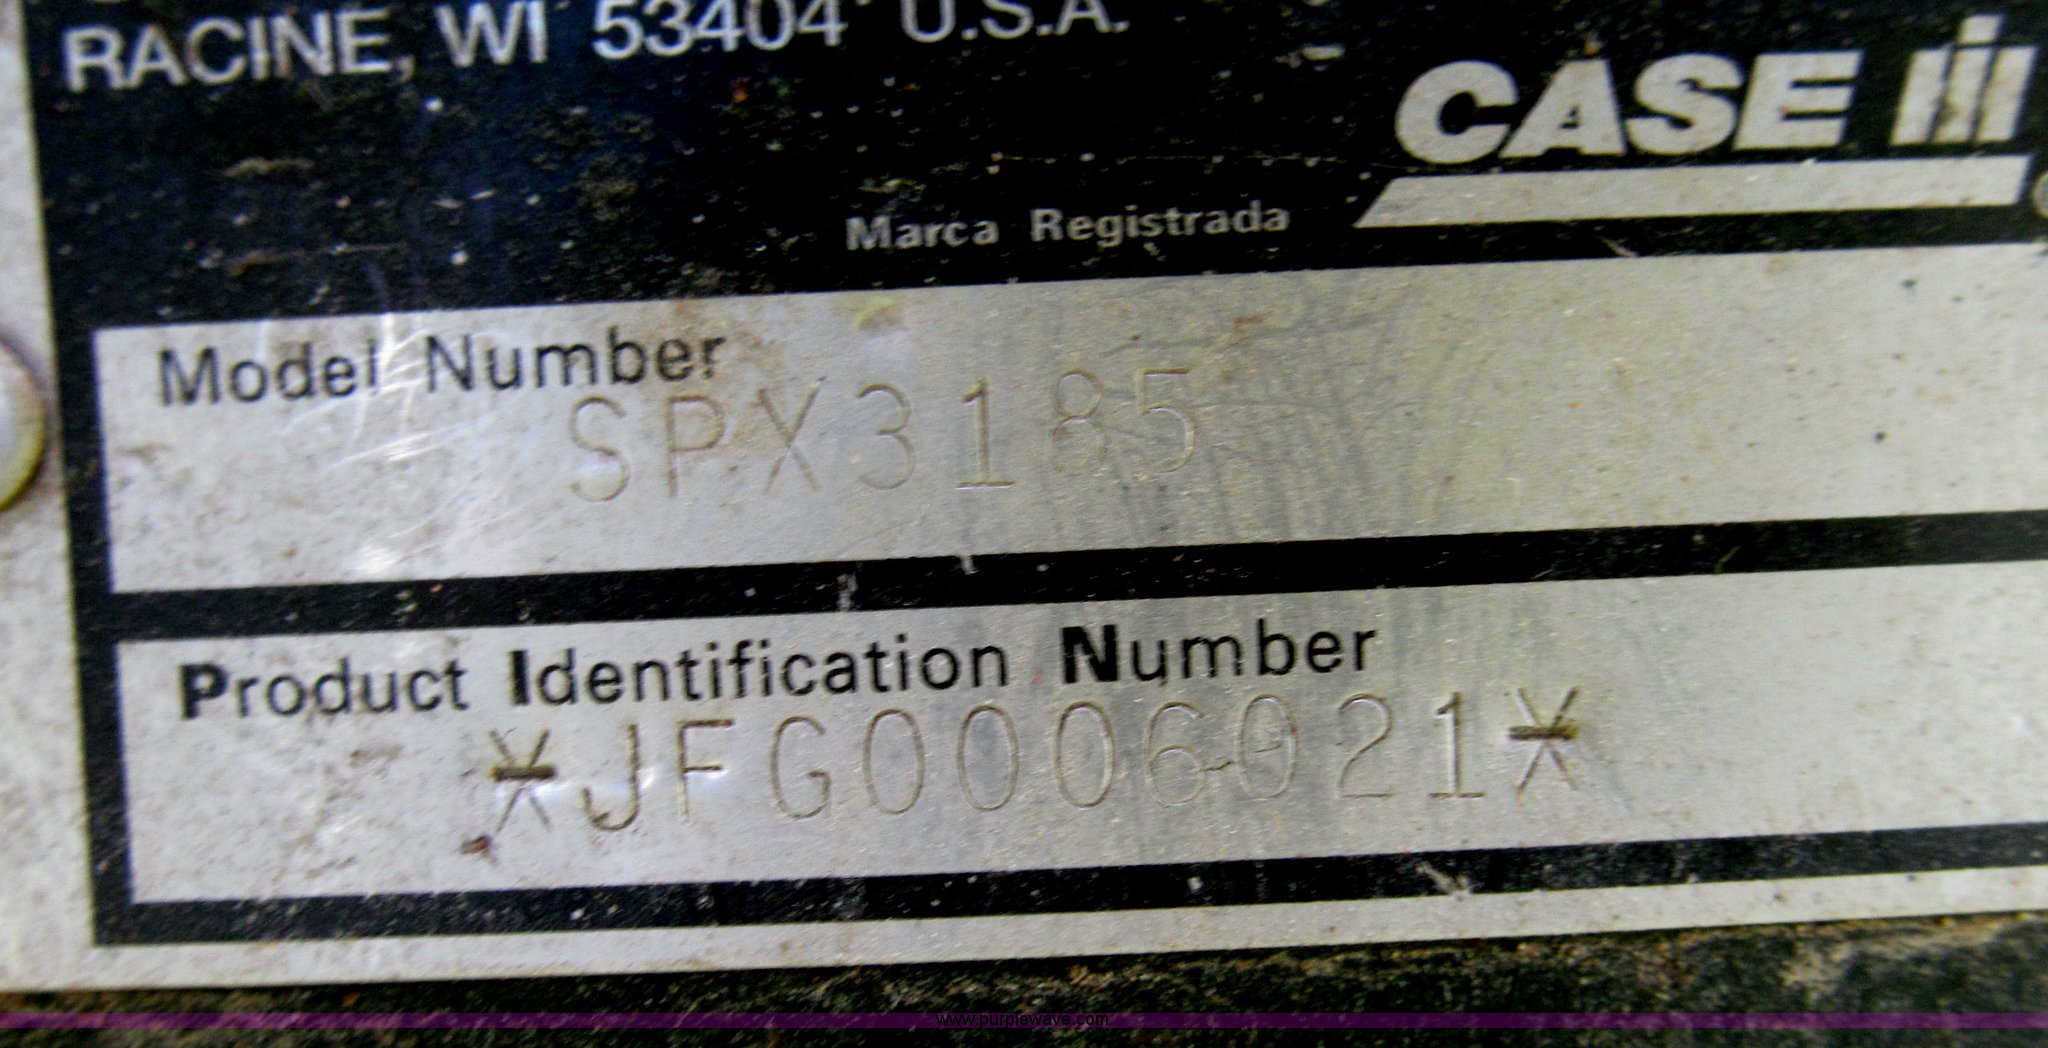 RACINE, WI 53404 U.S.A.
CASE IH
Marca Registrada
Model Number
SPX3185
Product Identification Number
*JFG0006021*
www.purplewave.com